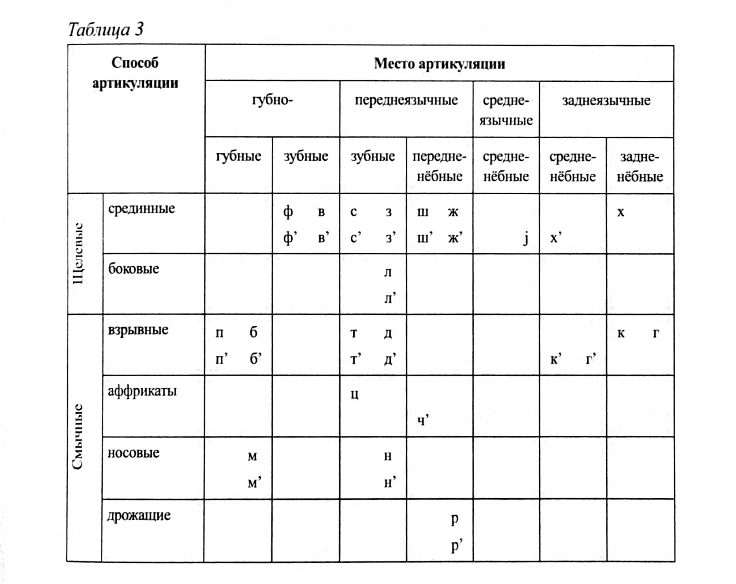 Таблица 3
Способ артикуляции Место артикуляции
губно- переднеязычные средне-язычные заднеязычные
губные зубные зубные передне-нёбные средне-нёбные средне-нёбные задне-нёбные
Щелевые
срединные ф в с з ш ж х
ф’ в’ с’ з’ ш’ ж’ j х’
боковые л
л’
Смычные
взрывные п б т д к г
п’ б’ т’ д’ к’ г’
аффрикаты ц
ч’
носовые м н
м’ н’
дрожащие р
р’